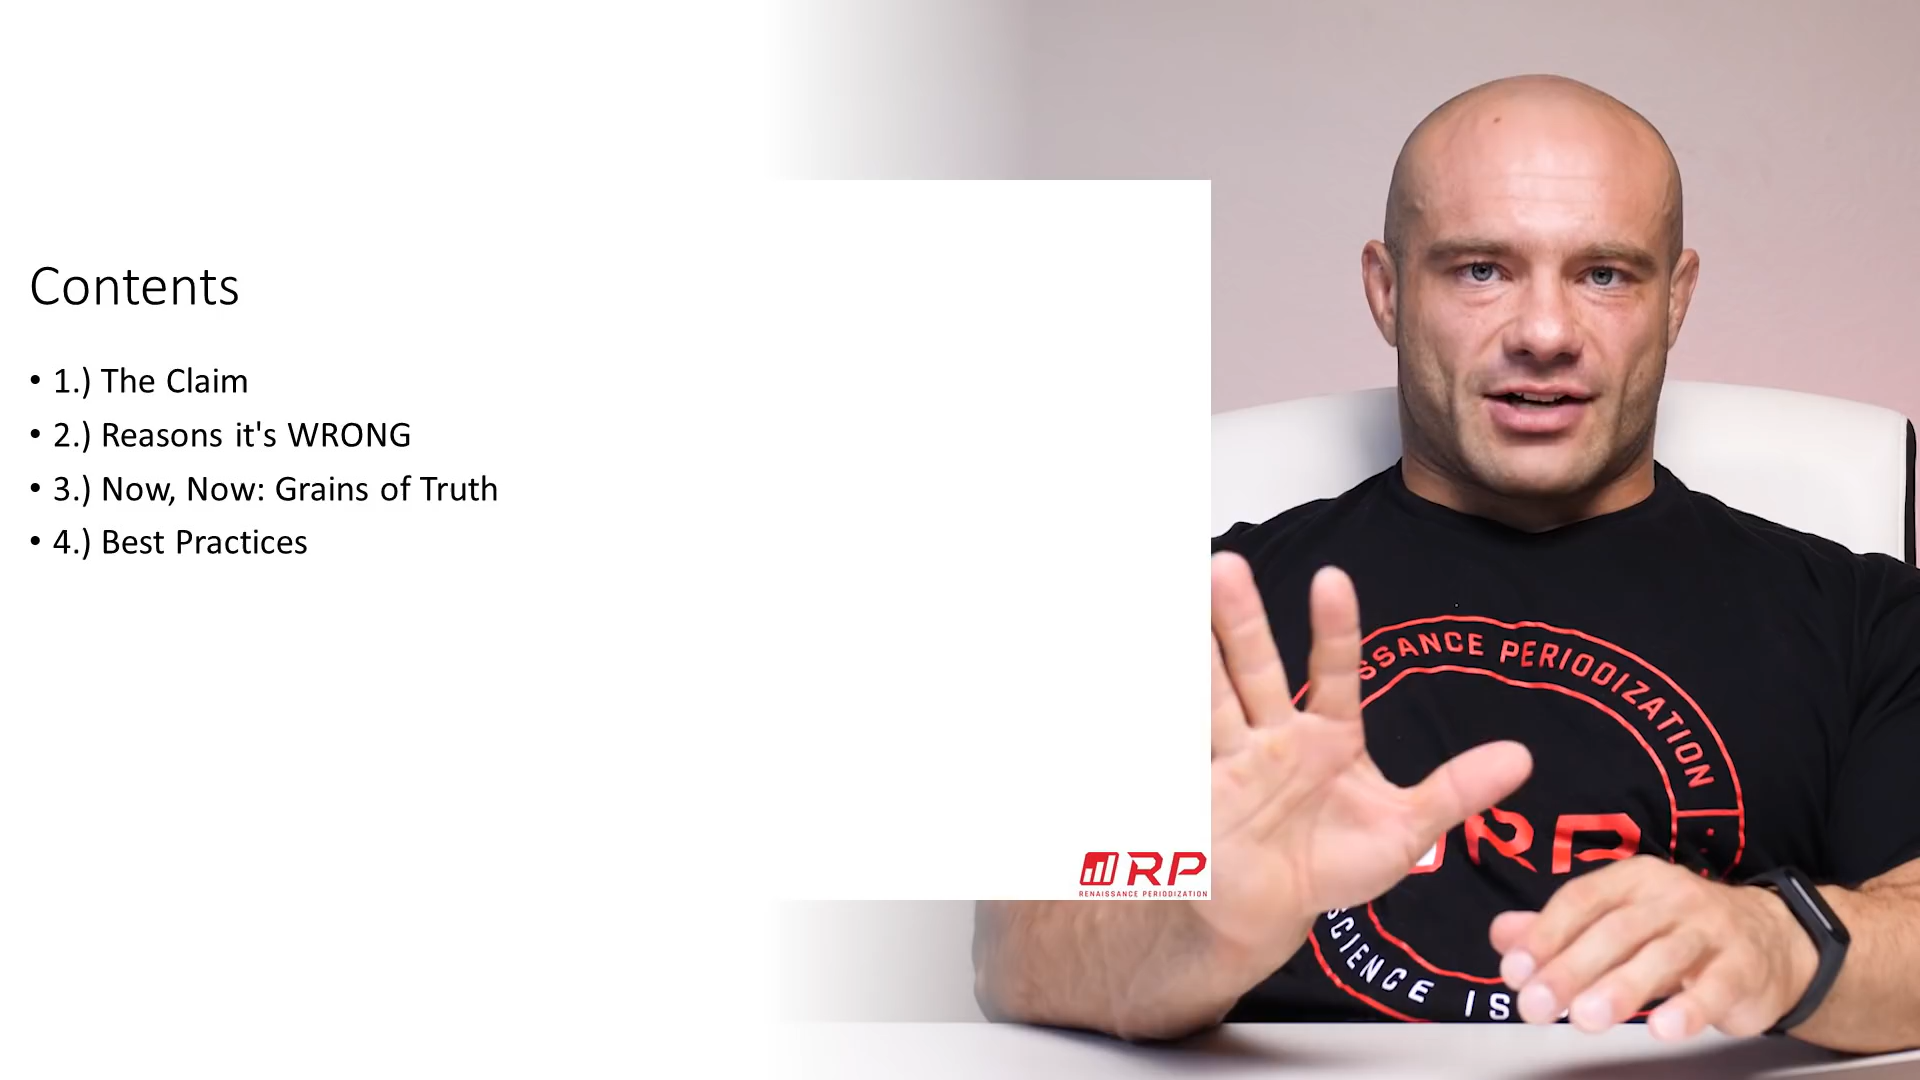 Contents
• 1.) The Claim
• 2.) Reasons it's WRONG
• 3.) Now, Now: Grains of Truth
• 4.) Best Practices
RP
RENAISSANCE PERIODIZATION
SSANCE PERIODIZATION
RP
SCIENCE IS